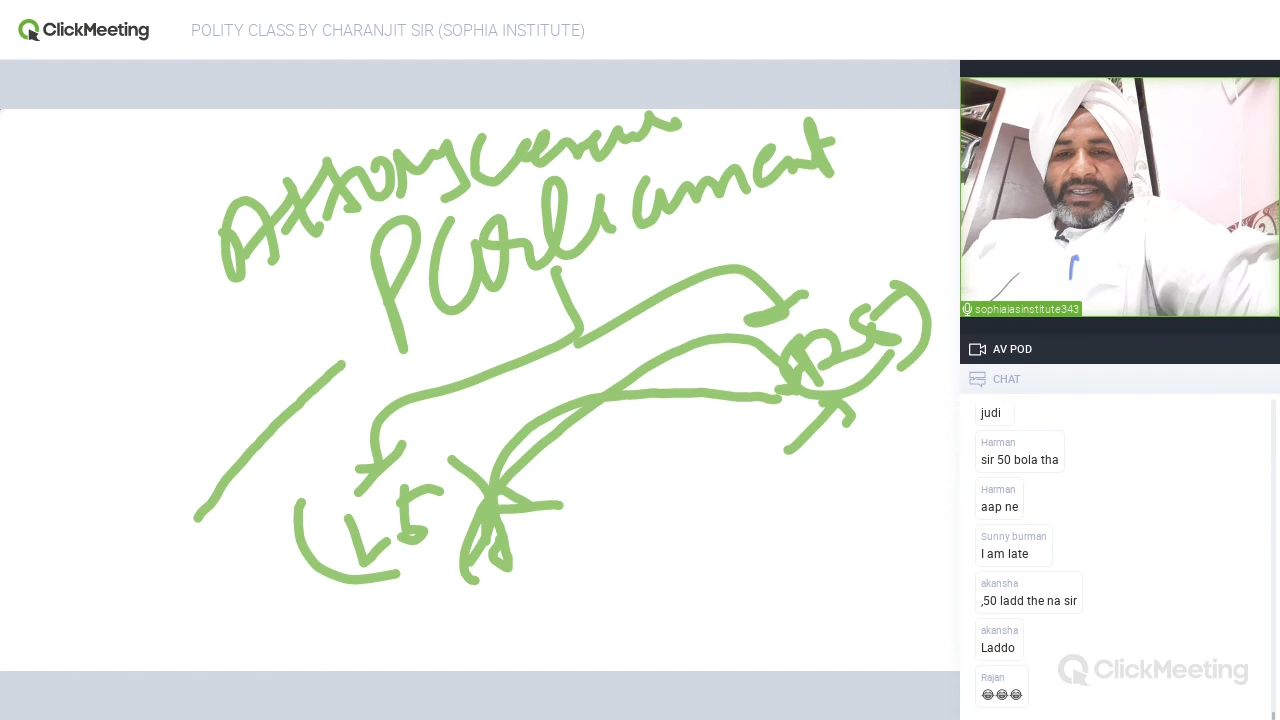 ClickMeeting
POLITY CLASS BY CHARANJIT SIR (SOPHIA INSTITUTE)
Parliament
(RS)
(LS
sophiaiasinstitute343
AV POD
CHAT
judi
Harman
sir 50 bola tha
Harman
aap ne
Sunny burman
I am late
akansha
,50 ladd the na sir
akansha
Laddo
Rajan
😂😂😂
ClickMeeting